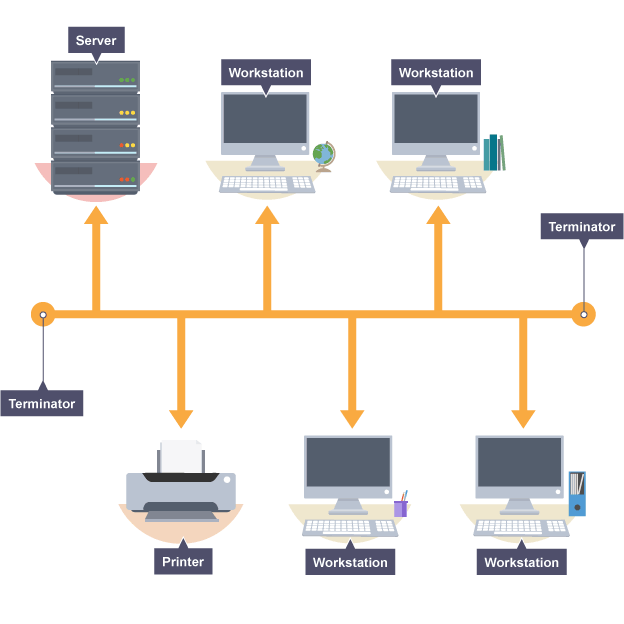 Server
Workstation
Workstation
Terminator
Terminator
Printer
Workstation
Workstation